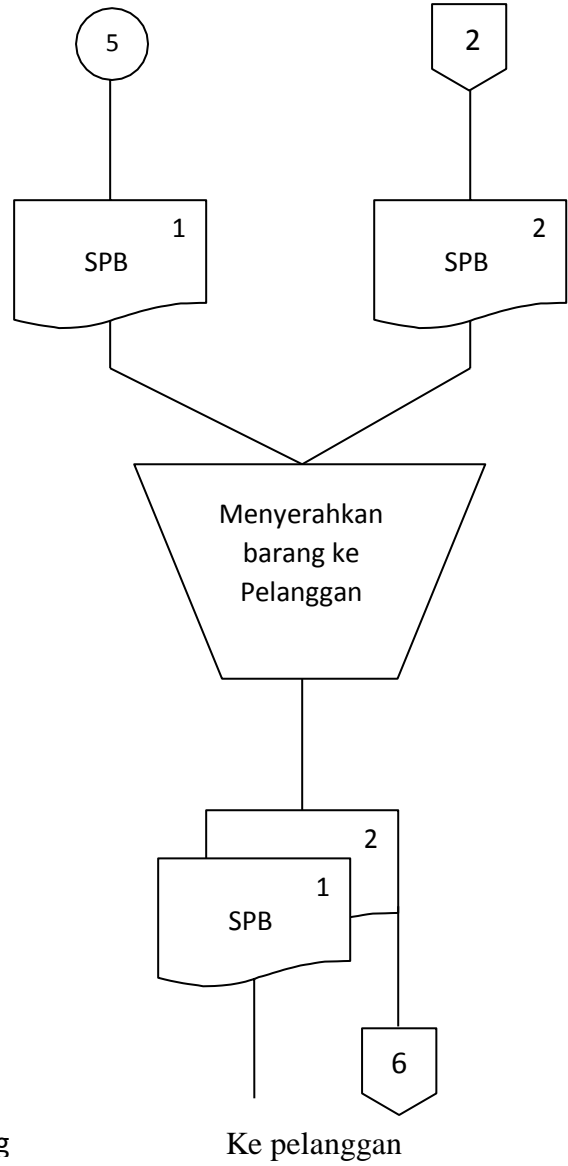 5
2
1
SPB
2
SPB
Menyerahkan
barang ke
Pelanggan
2
1
SPB
6
g
Ke pelanggan